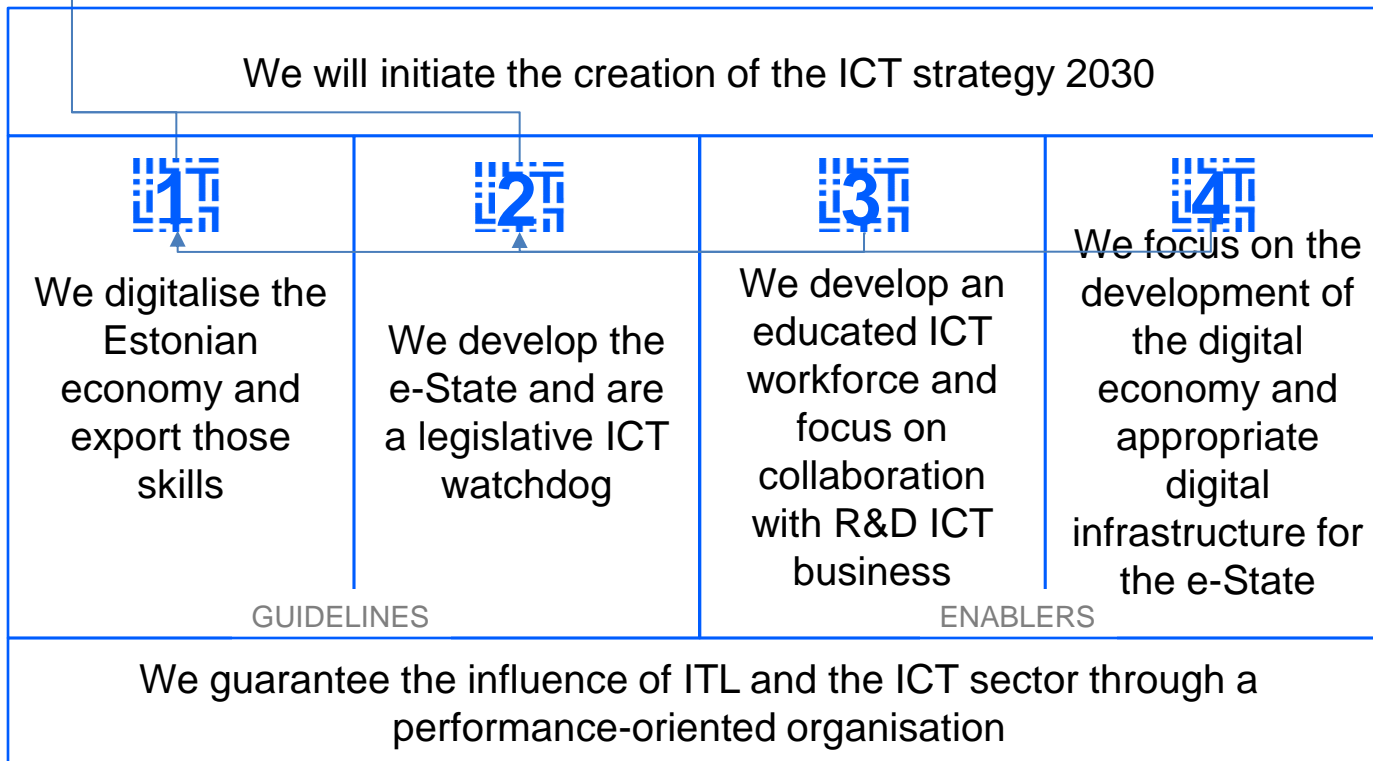 We will initiate the creation of the ICT strategy 2030
1
We digitalise the
Estonian
economy and
export those
skills
2
We develop the
e-State and are
a legislative ICT
watchdog
GUIDELINES
3
We develop an
educated ICT
workforce and
focus on
collaboration
with R&D ICT
business
4
We focus on the
development of
the digital
economy and
appropriate
digital
infrastructure for
the e-State
ENABLERS
We guarantee the influence of ITL and the ICT sector through a
performance-oriented organisation